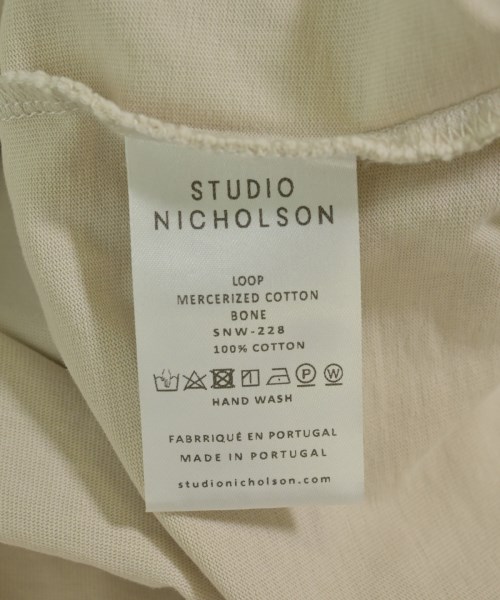 STUDIO
NICHOLSON
LOOP
MERCERIZED COTTON
BONE
SNW-228
100% COTTON
P W
HAND WASH
FABRRIQUÉ EN PORTUGAL
MADE IN PORTUGAL
studionicholson.com